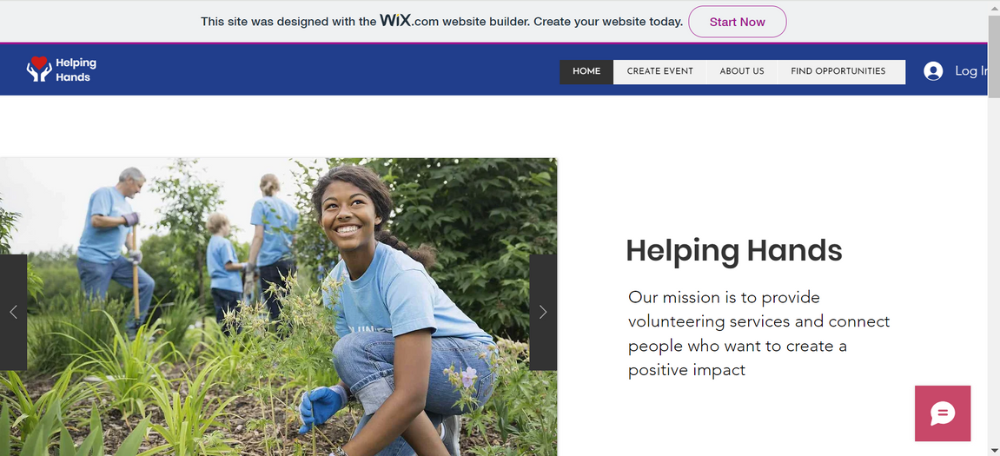 This site was designed with the WiX.com website builder. Create your website today. Start Now
Helping
Hands
HOME CREATE EVENT ABOUT US FIND OPPORTUNITIES
Log
Helping Hands
Our mission is to provide
volunteering services and connect
people who want to create a
positive impact